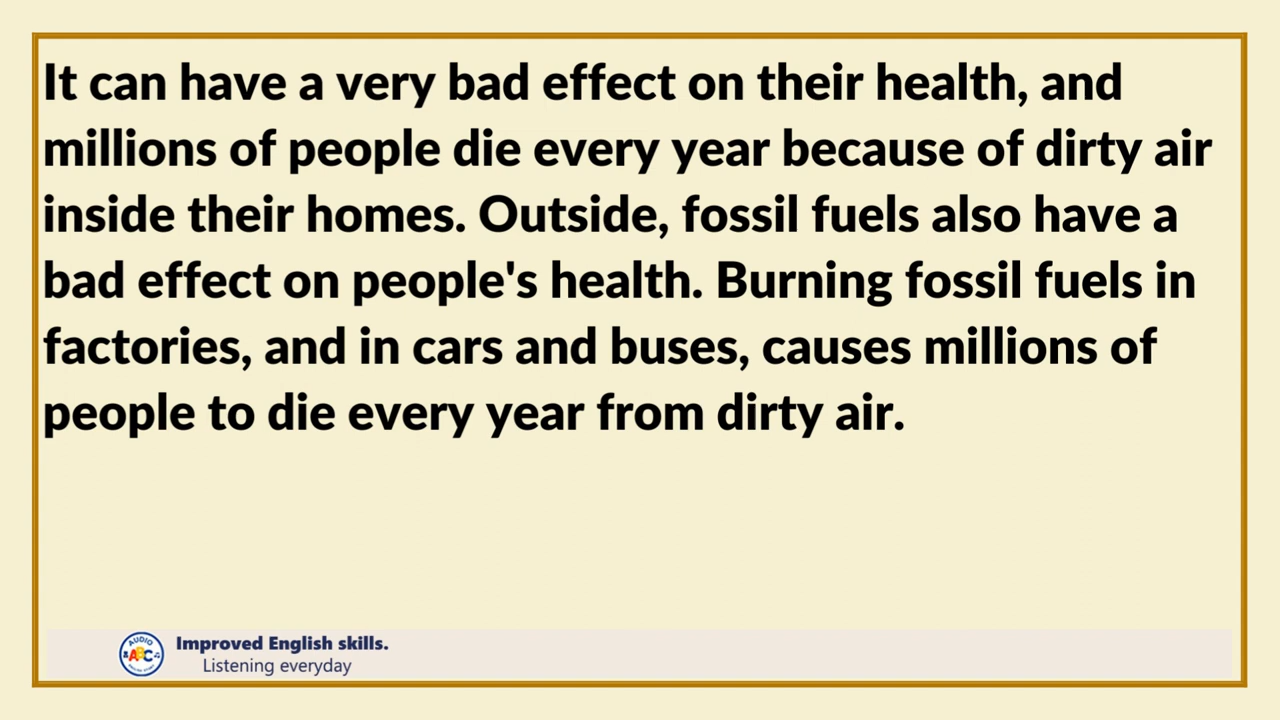 It can have a very bad effect on their health, and
millions of people die every year because of dirty air
inside their homes. Outside, fossil fuels also have a
bad effect on people's health. Burning fossil fuels in
factories, and in cars and buses, causes millions of
people to die every year from dirty air.
AUDIO
ABC
Improved English skills.
Listening everyday